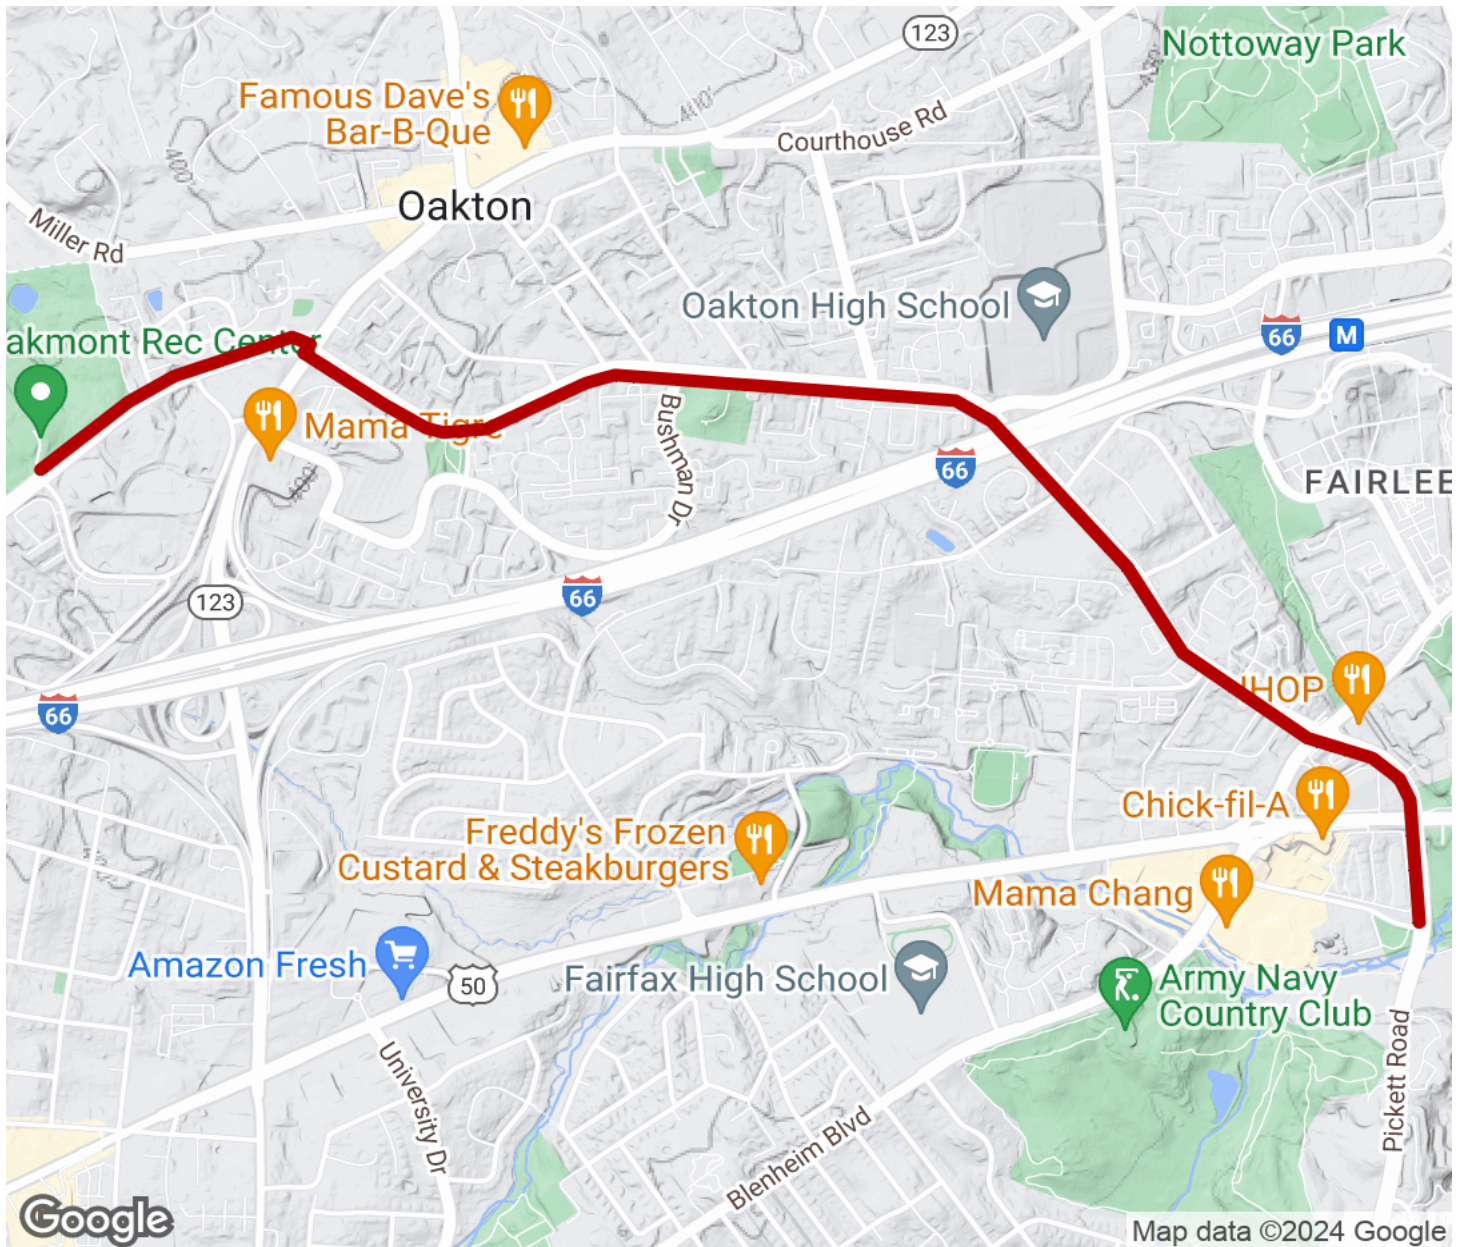 123
Nottoway Park
Famous Dave's
Bar-B-Que
400'
Courthouse Rd
400'
Oakton
Miller Rd
Oakton High School
66
M
akmont Rec Center
Mama Tigre
Bushman Dr
66
FAIRLEE
400'
66
123
66
IHOP
Chick-fil-A
Freddy's Frozen
Custard & Steakburgers
Mama Chang
Amazon Fresh
50
Fairfax High School
Army Navy
Country Club
University Dr
Pickett Road
Blenheim Blvd
Google
Map data ©2024 Google